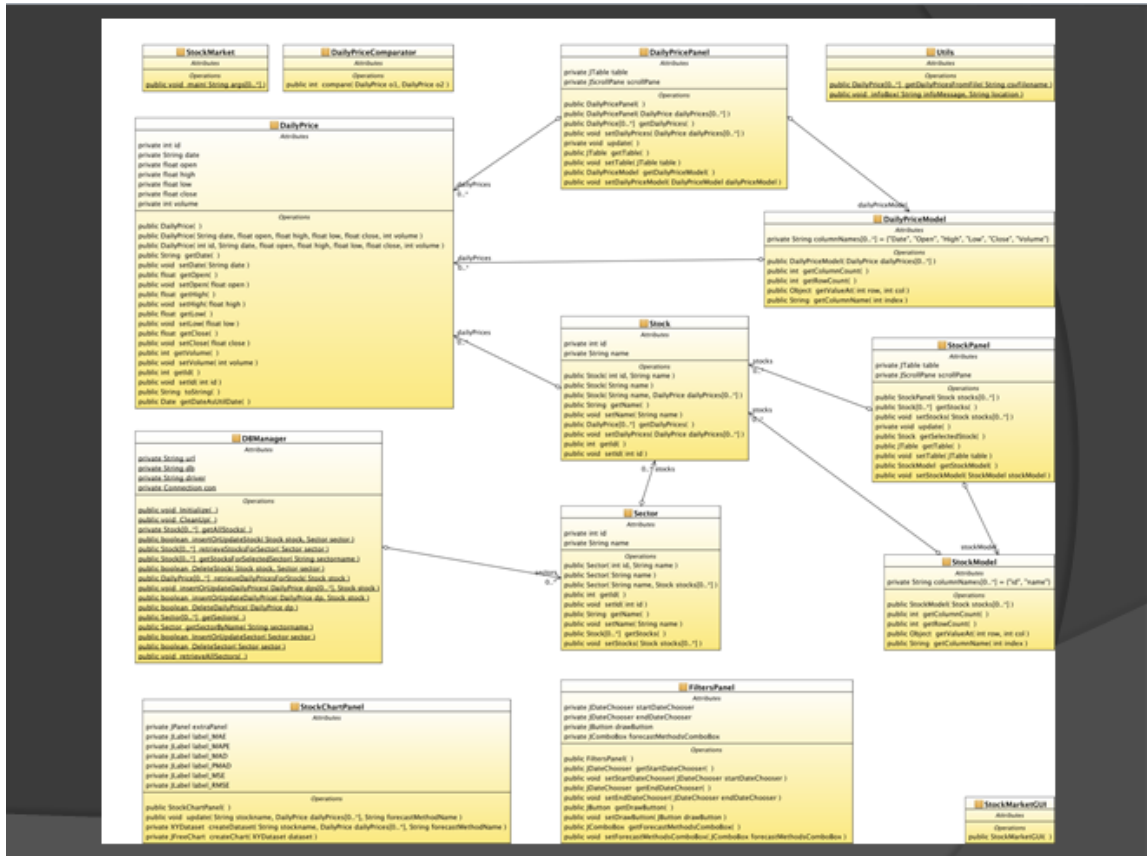 StockMarket
Attributes
Operations
public void main( String args[0..*] )
DailyPriceComparator
Attributes
Operations
public int compare( DailyPrice o1, DailyPrice o2 )
DailyPricePanel
Attributes
private JTable table
private JScrollPane scrollPane
Operations
public DailyPricePanel( )
public DailyPricePanel( DailyPrice dailyPrices[0..*] )
public DailyPrice[0..*] getDailyPrices( )
public void setDailyPrices( DailyPrice dailyPrices[0..*] )
private void update( )
public JTable getTable( )
public void setTable( JTable table )
public DailyPriceModel getDailyPriceModel( )
public void setDailyPriceModel( DailyPriceModel dailyPriceModel )
Utils
Attributes
Operations
public DailyPrice[0..*] getDailyPricesFromFile( String csvFilename )
public void infoBox( String infoMessage, String location )
DailyPrice
Attributes
private int id
private String date
private float open
private float high
private float low
private float close
private int volume
Operations
public DailyPrice( )
public DailyPrice( String date, float open, float high, float low, float close, int volume )
public DailyPrice( int id, String date, float open, float high, float low, float close, int volume )
public String getDate( )
public void setDate( String date )
public float getOpen( )
public void setOpen( float open )
public float getHigh( )
public void setHigh( float high )
public float getLow( )
public void setLow( float low )
public float getClose( )
public void setClose( float close )
public int getVolume( )
public void setVolume( int volume )
public int getId( )
public void setId( int id )
public String toString( )
public Date getDateAsUtilDate( )
dailyPrices
0..*
dailyPriceModel
DailyPriceModel
Attributes
private String columnNames[0..*] = {"Date", "Open", "High", "Low", "Close", "Volume"}
Operations
public DailyPriceModel( DailyPrice dailyPrices[0..*] )
public int getColumnCount( )
public int getRowCount( )
public Object getValueAt( int row, int col )
public String getColumnName( int index )
dailyPrices
0..*
dailyPrices
0..*
Stock
Attributes
private int id
private String name
Operations
public Stock( int id, String name )
public Stock( String name )
public Stock( String name, DailyPrice dailyPrices[0..*] )
public String getName( )
public void setName( String name )
public DailyPrice[0..*] getDailyPrices( )
public void setDailyPrices( DailyPrice dailyPrices[0..*] )
public int getId( )
public void setId( int id )
stocks
0..*
stocks
0..*
0..* stocks
StockPanel
Attributes
private JTable table
private JScrollPane scrollPane
Operations
public StockPanel( Stock stocks[0..*] )
public Stock[0..*] getStocks( )
public void setStocks( Stock stocks[0..*] )
private void update( )
public Stock getSelectedStock( )
public JTable getTable( )
public void setTable( JTable table )
public StockModel getStockModel( )
public void setStockModel( StockModel stockModel )
DBManager
Attributes
private String url
private String db
private String driver
private Connection con
Operations
public void Initialize( )
public void CleanUp( )
private Stock[0..*] getAllStocks( )
public boolean insertOrUpdateStock( Stock stock, Sector sector )
public Stock[0..*] retrieveStocksForSector( Sector sector )
public Stock[0..*] getStocksForSelectedSector( String sectorname )
public boolean DeleteStock( Stock stock, Sector sector )
public DailyPrice[0..*] retrieveDailyPricesForStock( Stock stock )
public void insertOrUpdateDailyPrices( DailyPrice dps[0..*], Stock stock )
public boolean insertOrUpdateDailyPrice( DailyPrice dp, Stock stock )
public boolean DeleteDailyPrice( DailyPrice dp )
public Sector[0..*] getSectors( )
public Sector getSectorByName( String sectorname )
public boolean InsertOrUpdateSector( Sector sector )
public boolean DeleteSector( Sector sector )
public void retrieveAllSectors( )
sectors
0..*
Sector
Attributes
private int id
private String name
Operations
public Sector( int id, String name )
public Sector( String name )
public Sector( String name, Stock stocks[0..*] )
public int getId( )
public void setId( int id )
public String getName( )
public void setName( String name )
public Stock[0..*] getStocks( )
public void setStocks( Stock stocks[0..*] )
stockModel
StockModel
Attributes
private String columnNames[0..*] = {"id", "name"}
Operations
public StockModel( Stock stocks[0..*] )
public int getColumnCount( )
public int getRowCount( )
public Object getValueAt( int row, int col )
public String getColumnName( int index )
StockChartPanel
Attributes
private JPanel extraPanel
private JLabel label_MAE
private JLabel label_MAPE
private JLabel label_MAD
private JLabel label_PMAD
private JLabel label_MSE
private JLabel label_RMSE
Operations
public StockChartPanel( )
public void update( String stockname, DailyPrice dailyPrices[0..*], String forecastMethodName )
private XYDataset createDataset( String stockname, DailyPrice dailyPrices[0..*], String forecastMethodName )
private JFreeChart createChart( XYDataset dataset )
FiltersPanel
Attributes
private JDateChooser startDateChooser
private JDateChooser endDateChooser
private JButton drawButton
private JComboBox forecastMethodsComboBox
Operations
public FiltersPanel( )
public JDateChooser getStartDateChooser( )
public void setStartDateChooser( JDateChooser startDateChooser )
public JDateChooser getEndDateChooser( )
public void setEndDateChooser( JDateChooser endDateChooser )
public JButton getDrawButton( )
public void setDrawButton( JButton drawButton )
public JComboBox getForecastMethodsComboBox( )
public void setForecastMethodsComboBox( JComboBox forecastMethodsComboBox )
StockMarketGUI
Attributes
Operations
public StockMarketGUI( )